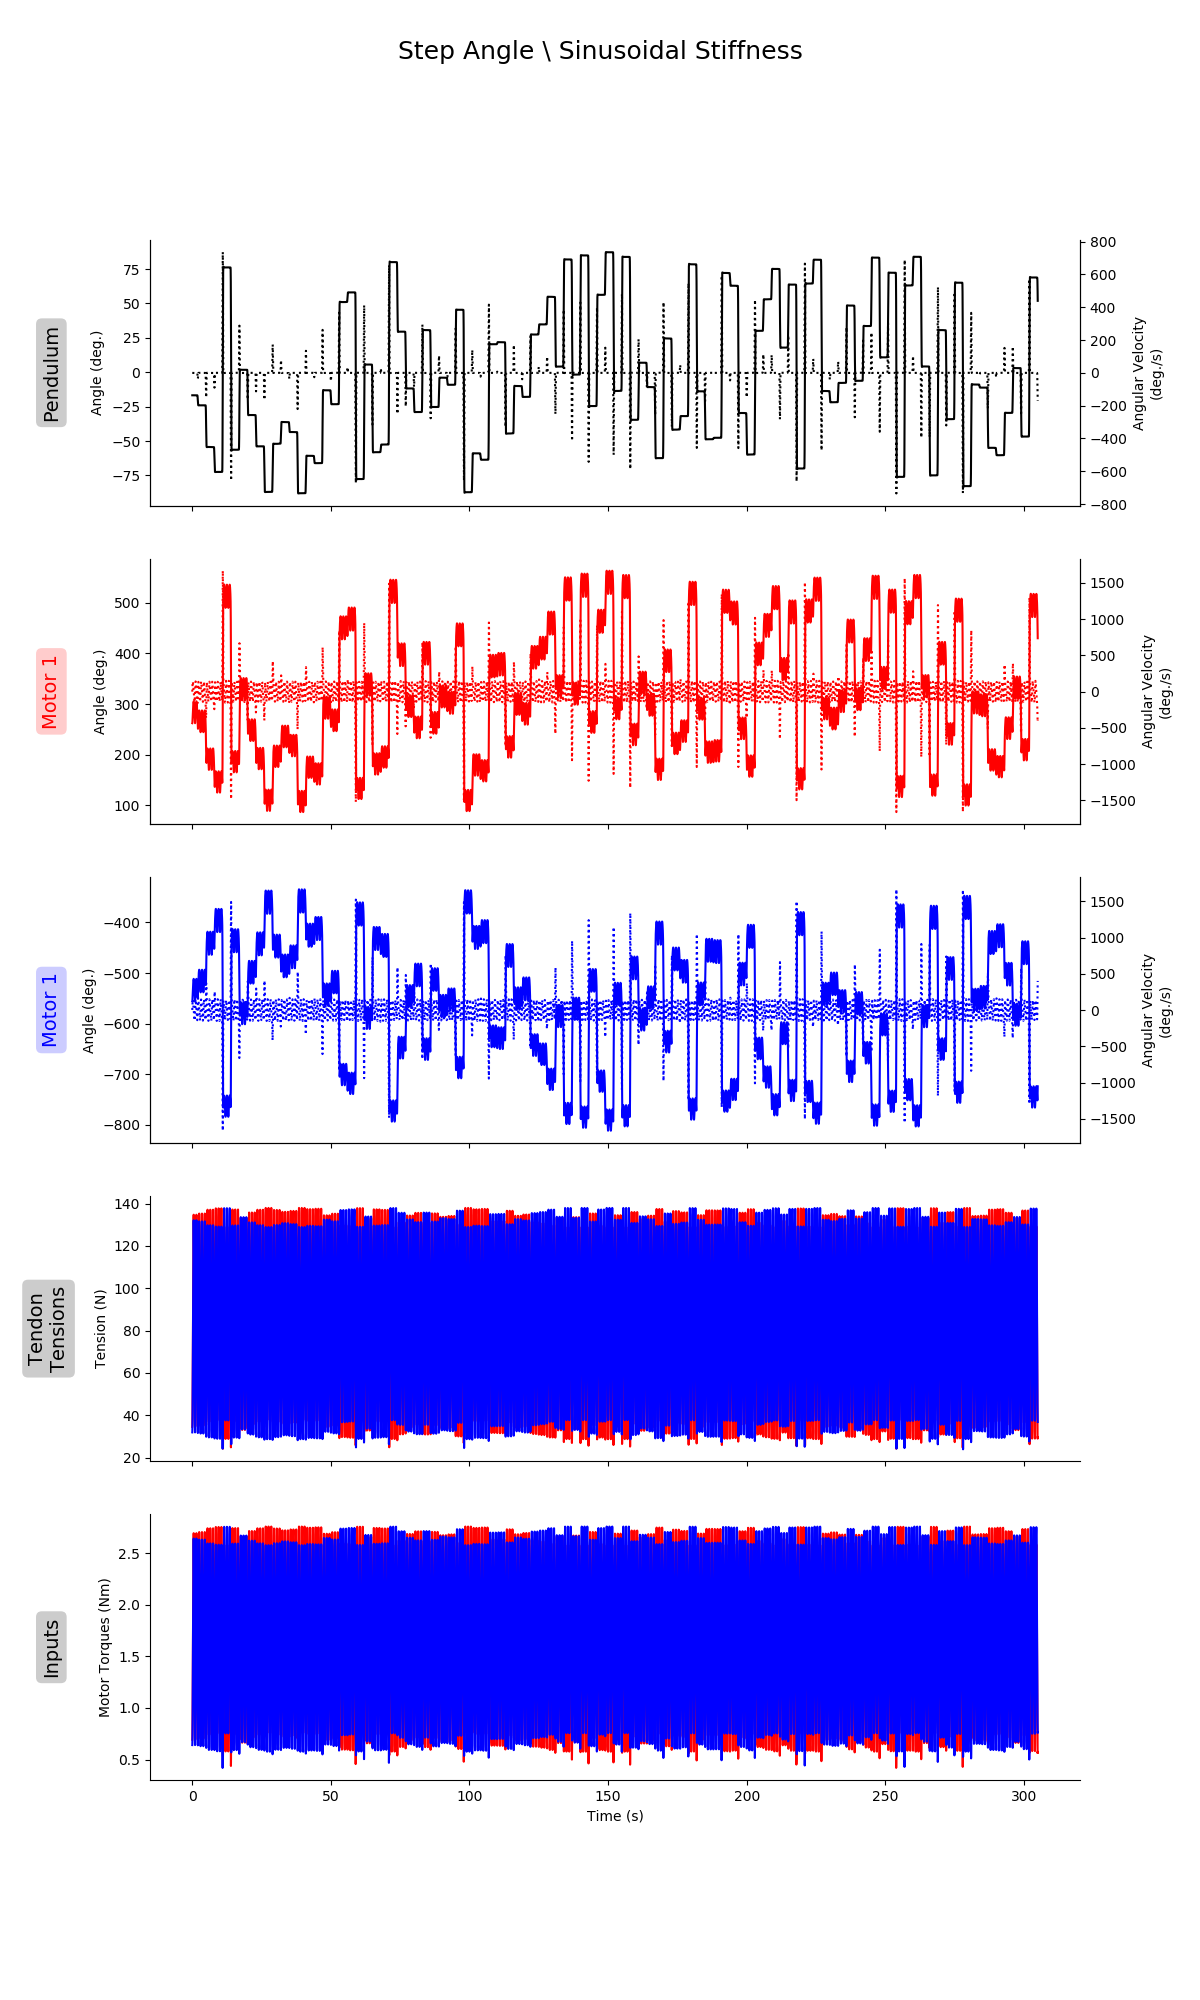 Step Angle \ Sinusoidal Stiffness
Pendulum
Angle (deg.)
75
50
25
0
−25
−50
−75
800
600
400
200
0
−200
−400
−600
−800
Angular Velocity
(deg./s)
Motor 1
Angle (deg.)
500
400
300
200
100
1500
1000
500
0
−500
−1000
−1500
Angular Velocity
(deg./s)
Motor 1
Angle (deg.)
−400
−500
−600
−700
−800
1500
1000
500
0
−500
−1000
−1500
Angular Velocity
(deg./s)
Tendon
Tensions
Tension (N)
140
120
100
80
60
40
20
Inputs
Motor Torques (Nm)
2.5
2.0
1.5
1.0
0.5
0 50 100 150 200 250 300
Time (s)